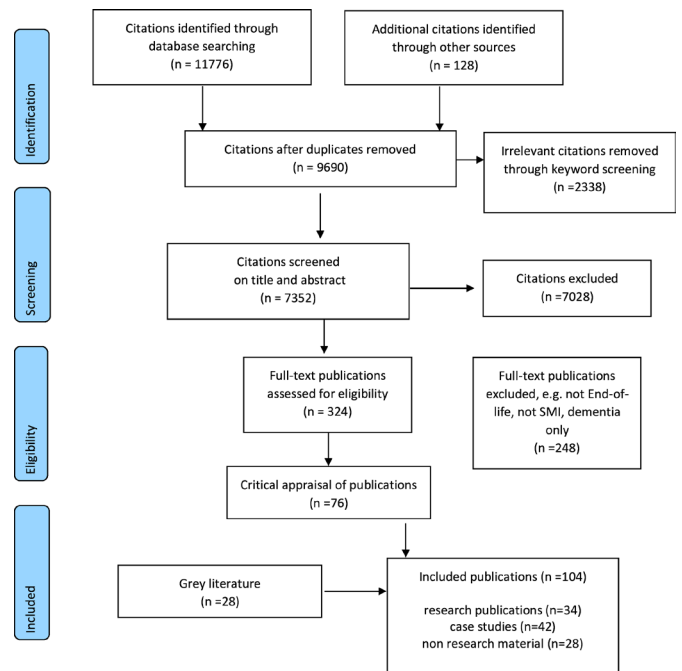 Citations identified through
database searching
(n = 11776)
Additional citations identified
through other sources
(n = 128)
Identification
Citations after duplicates removed
(n = 9690)
Irrelevant citations removed
through keyword screening
(n =2338)
Screening
Citations screened
on title and abstract
(n = 7352)
Citations excluded
(n =7028)
Eligibility
Full-text publications
assessed for eligibility
(n = 324)
Full-text publications
excluded, e.g. not End-of-
life, not SMI, dementia
only
(n =248)
Critical appraisal of publications
(n =76)
Included
Grey literature
(n =28)
Included publications (n =104)
research publications (n=34)
case studies (n=42)
non research material (n=28)